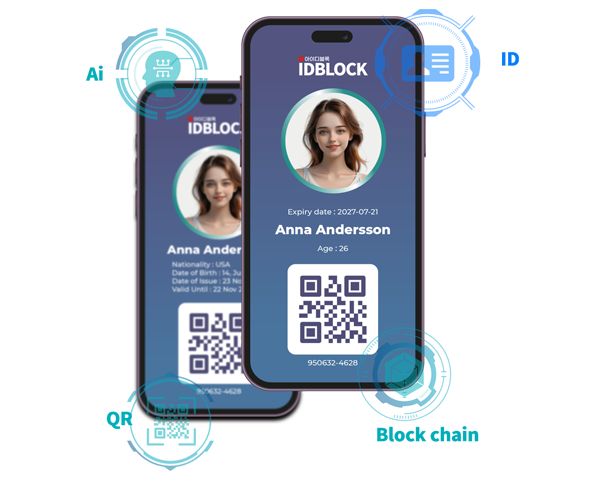 Ai
ID
아이디블록
IDBLOCK
Expiry date : 2027-07-21
Anna Andersson
Age : 26
950632-4628
아이디블록
IDBLOC
Anna Ander
Nationality : USA
Date of Birth : 14, Ju
Date of Issue : 23 No
Valid Until : 22 Nov 2
950632-4628
QR
Block chain